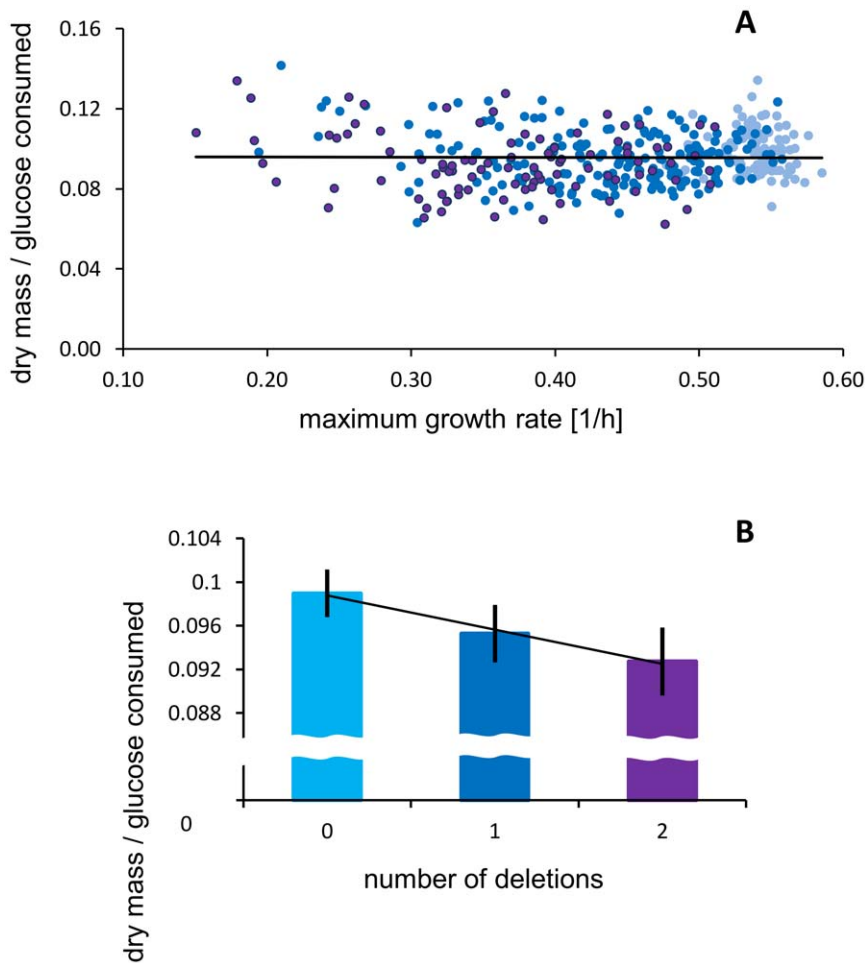 A
dry mass / glucose consumed
0.16
0.12
0.08
0.04
0.00
0.10 0.20 0.30 0.40 0.50 0.60
maximum growth rate [1/h]
B
dry mass / glucose consumed
0.104
0.1
0.096
0.092
0.088
0
0 1 2
number of deletions